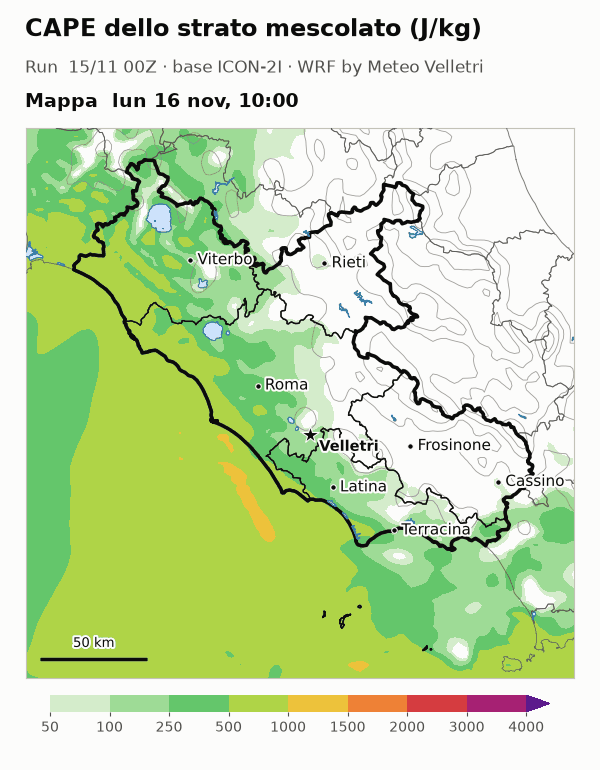 CAPE dello strato mescolato (J/kg)
Run  15/11 00Z · base ICON-2I · WRF by Meteo Velletri
Mappa  lun 16 nov, 10:00
Viterbo
Rieti
Roma
Velletri
Frosinone
Cassino
Latina
Terracina
50 km
50 100 250 500 1000 1500 2000 3000 4000